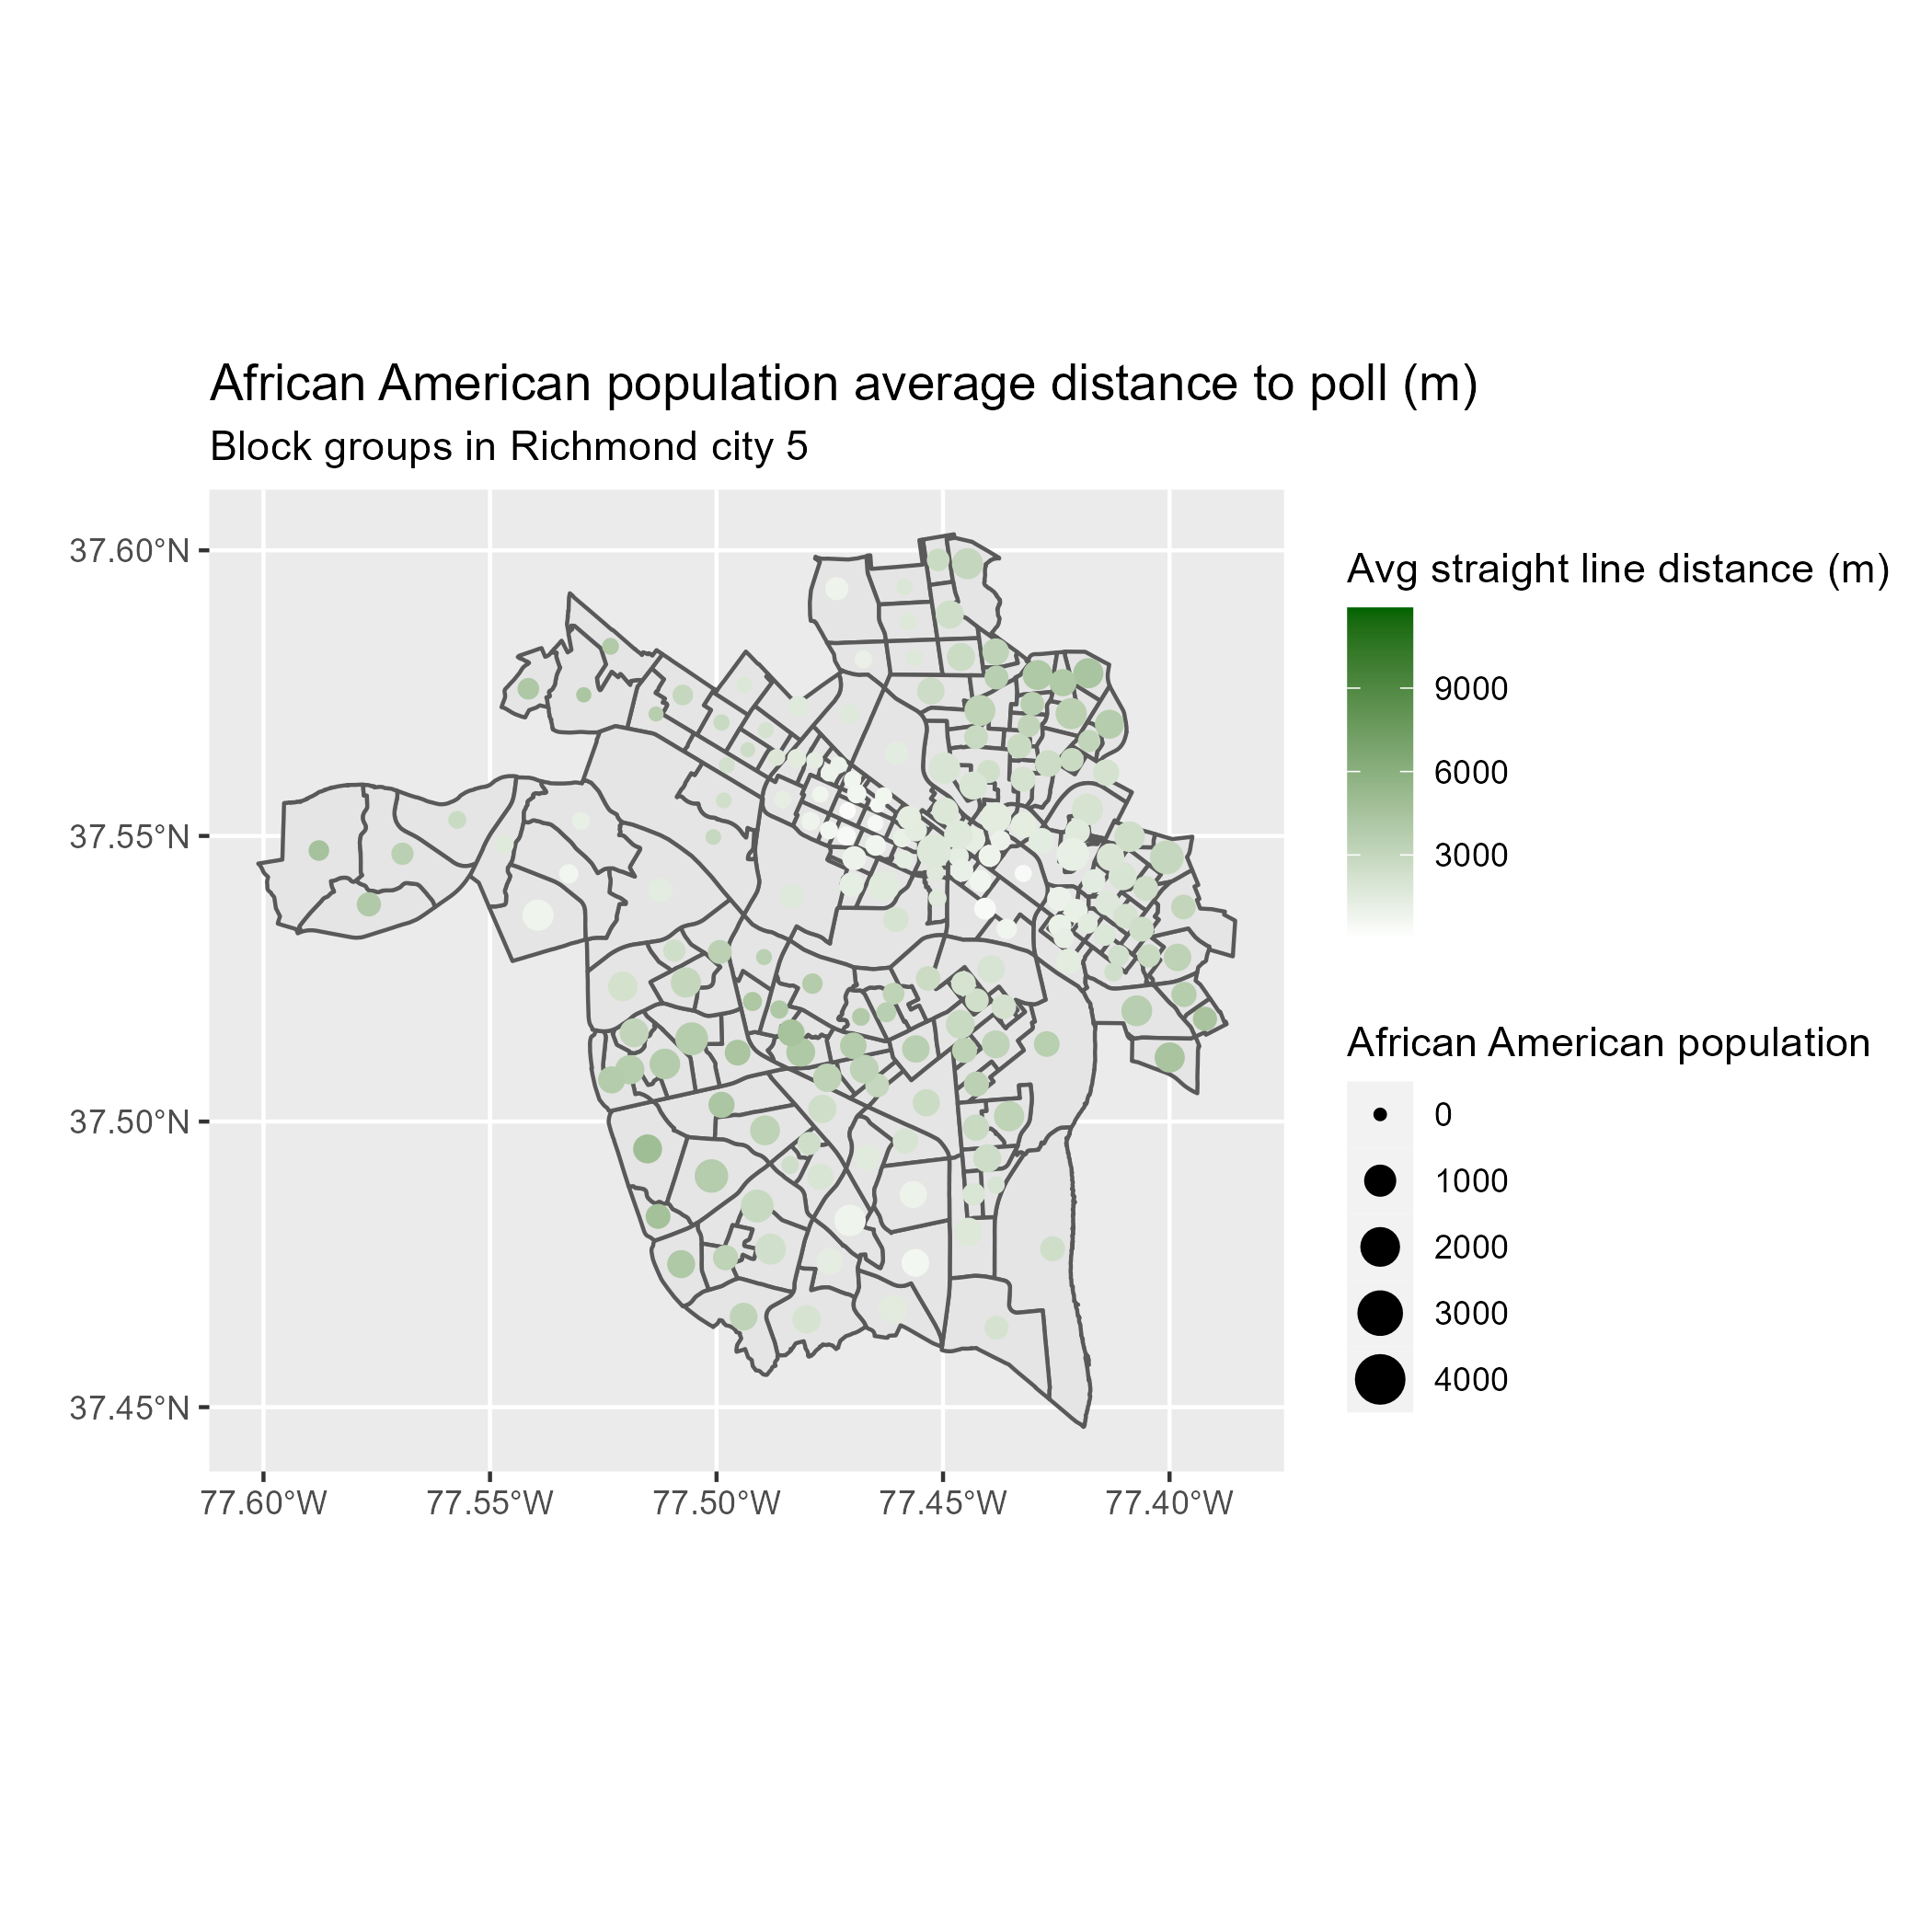 African American population average distance to poll (m)
Block groups in Richmond city 5
37.60°N
37.55°N
37.50°N
37.45°N
77.60°W
77.55°W
77.50°W
77.45°W
77.40°W
Avg straight line distance (m)
9000
6000
3000
African American population
0
1000
2000
3000
4000